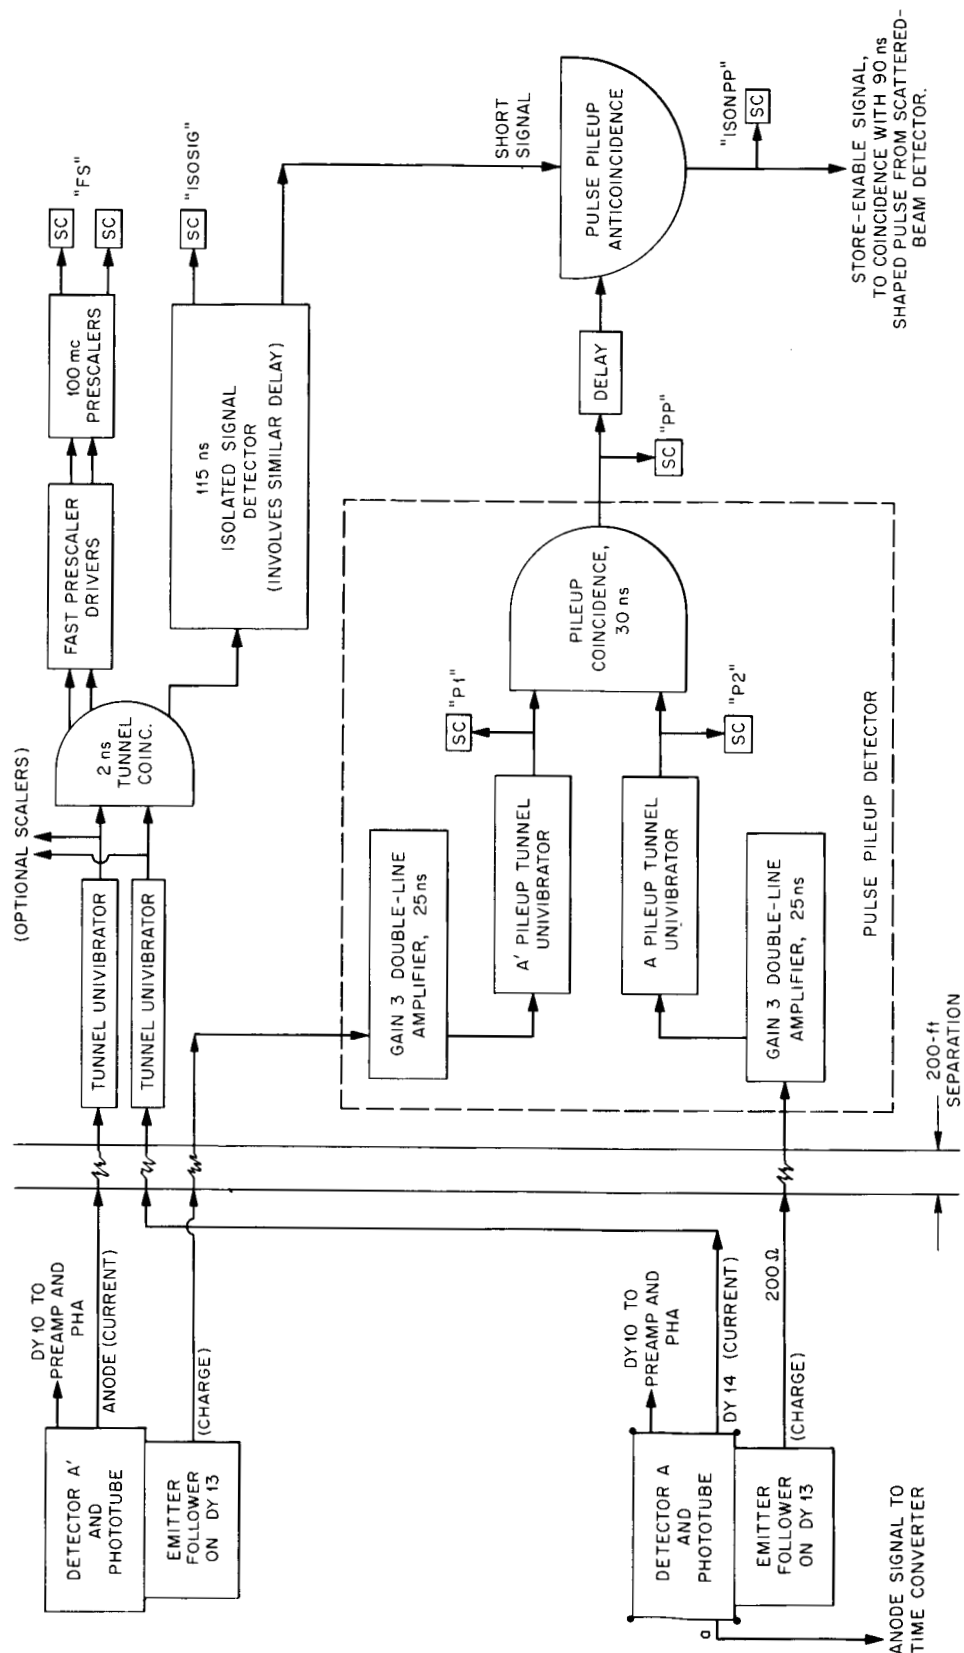 DETECTOR A'
AND
PHOTOTUBE
EMITTER
FOLLOWER
ON DY 13
DY 10 TO
PREAMP AND
PHA
ANODE (CURRENT)
(CHARGE)
TUNNEL UNIVIBRATOR
TUNNEL UNIVIBRATOR
(OPTIONAL SCALERS)
2 ns
TUNNEL
COINC.
FAST PRESCALER
DRIVERS
100 mc
PRESCALERS
SC
SC
"FS"
115 ns
ISOLATED SIGNAL
DETECTOR
(INVOLVES SIMILAR DELAY)
SC
"ISOSIG"
GAIN 3 DOUBLE-LINE
AMPLIFIER, 25ns
A' PILEUP TUNNEL
UNIVIBRATOR
SC
"P1"
A PILEUP TUNNEL
UNIVIBRATOR
SC
"P2"
GAIN 3 DOUBLE-LINE
AMPLIFIER, 25ns
PILEUP
COINCIDENCE,
30 ns
PULSE PILEUP DETECTOR
SC
"PP"
DELAY
SHORT
SIGNAL
PULSE PILEUP
ANTICOINCIDENCE
"ISONPP"
SC
STORE-ENABLE SIGNAL,
TO COINCIDENCE WITH 90 ns
SHAPED PULSE FROM SCATTERED-
BEAM DETECTOR.
DETECTOR A
AND
PHOTOTUBE
EMITTER
FOLLOWER
ON DY 13
DY 10 TO
PREAMP AND
PHA
DY 14 (CURRENT)
200Ω
(CHARGE)
a
ANODE SIGNAL TO
TIME CONVERTER
200-ft
SEPARATION